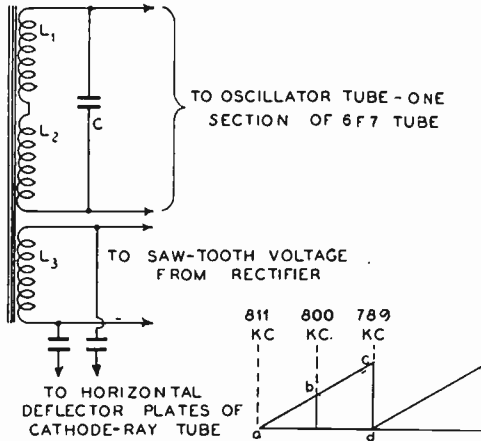 L1
C
L2
TO OSCILLATOR TUBE - ONE
SECTION OF 6F7 TUBE
L3
TO SAW-TOOTH VOLTAGE
FROM RECTIFIER
TO HORIZONTAL
DEFLECTOR PLATES OF
CATHODE-RAY TUBE
811 800 789
KC KC. KC
a b c d